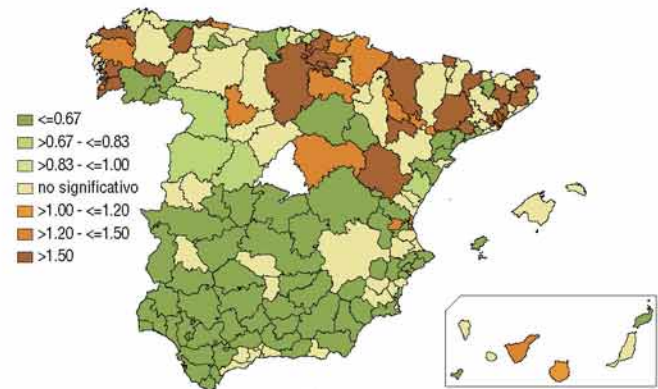 <=0.67
>0.67 - <=0.83
>0.83 - <=1.00
no significativo
>1.00 - <=1.20
>1.20 - <=1.50
>1.50